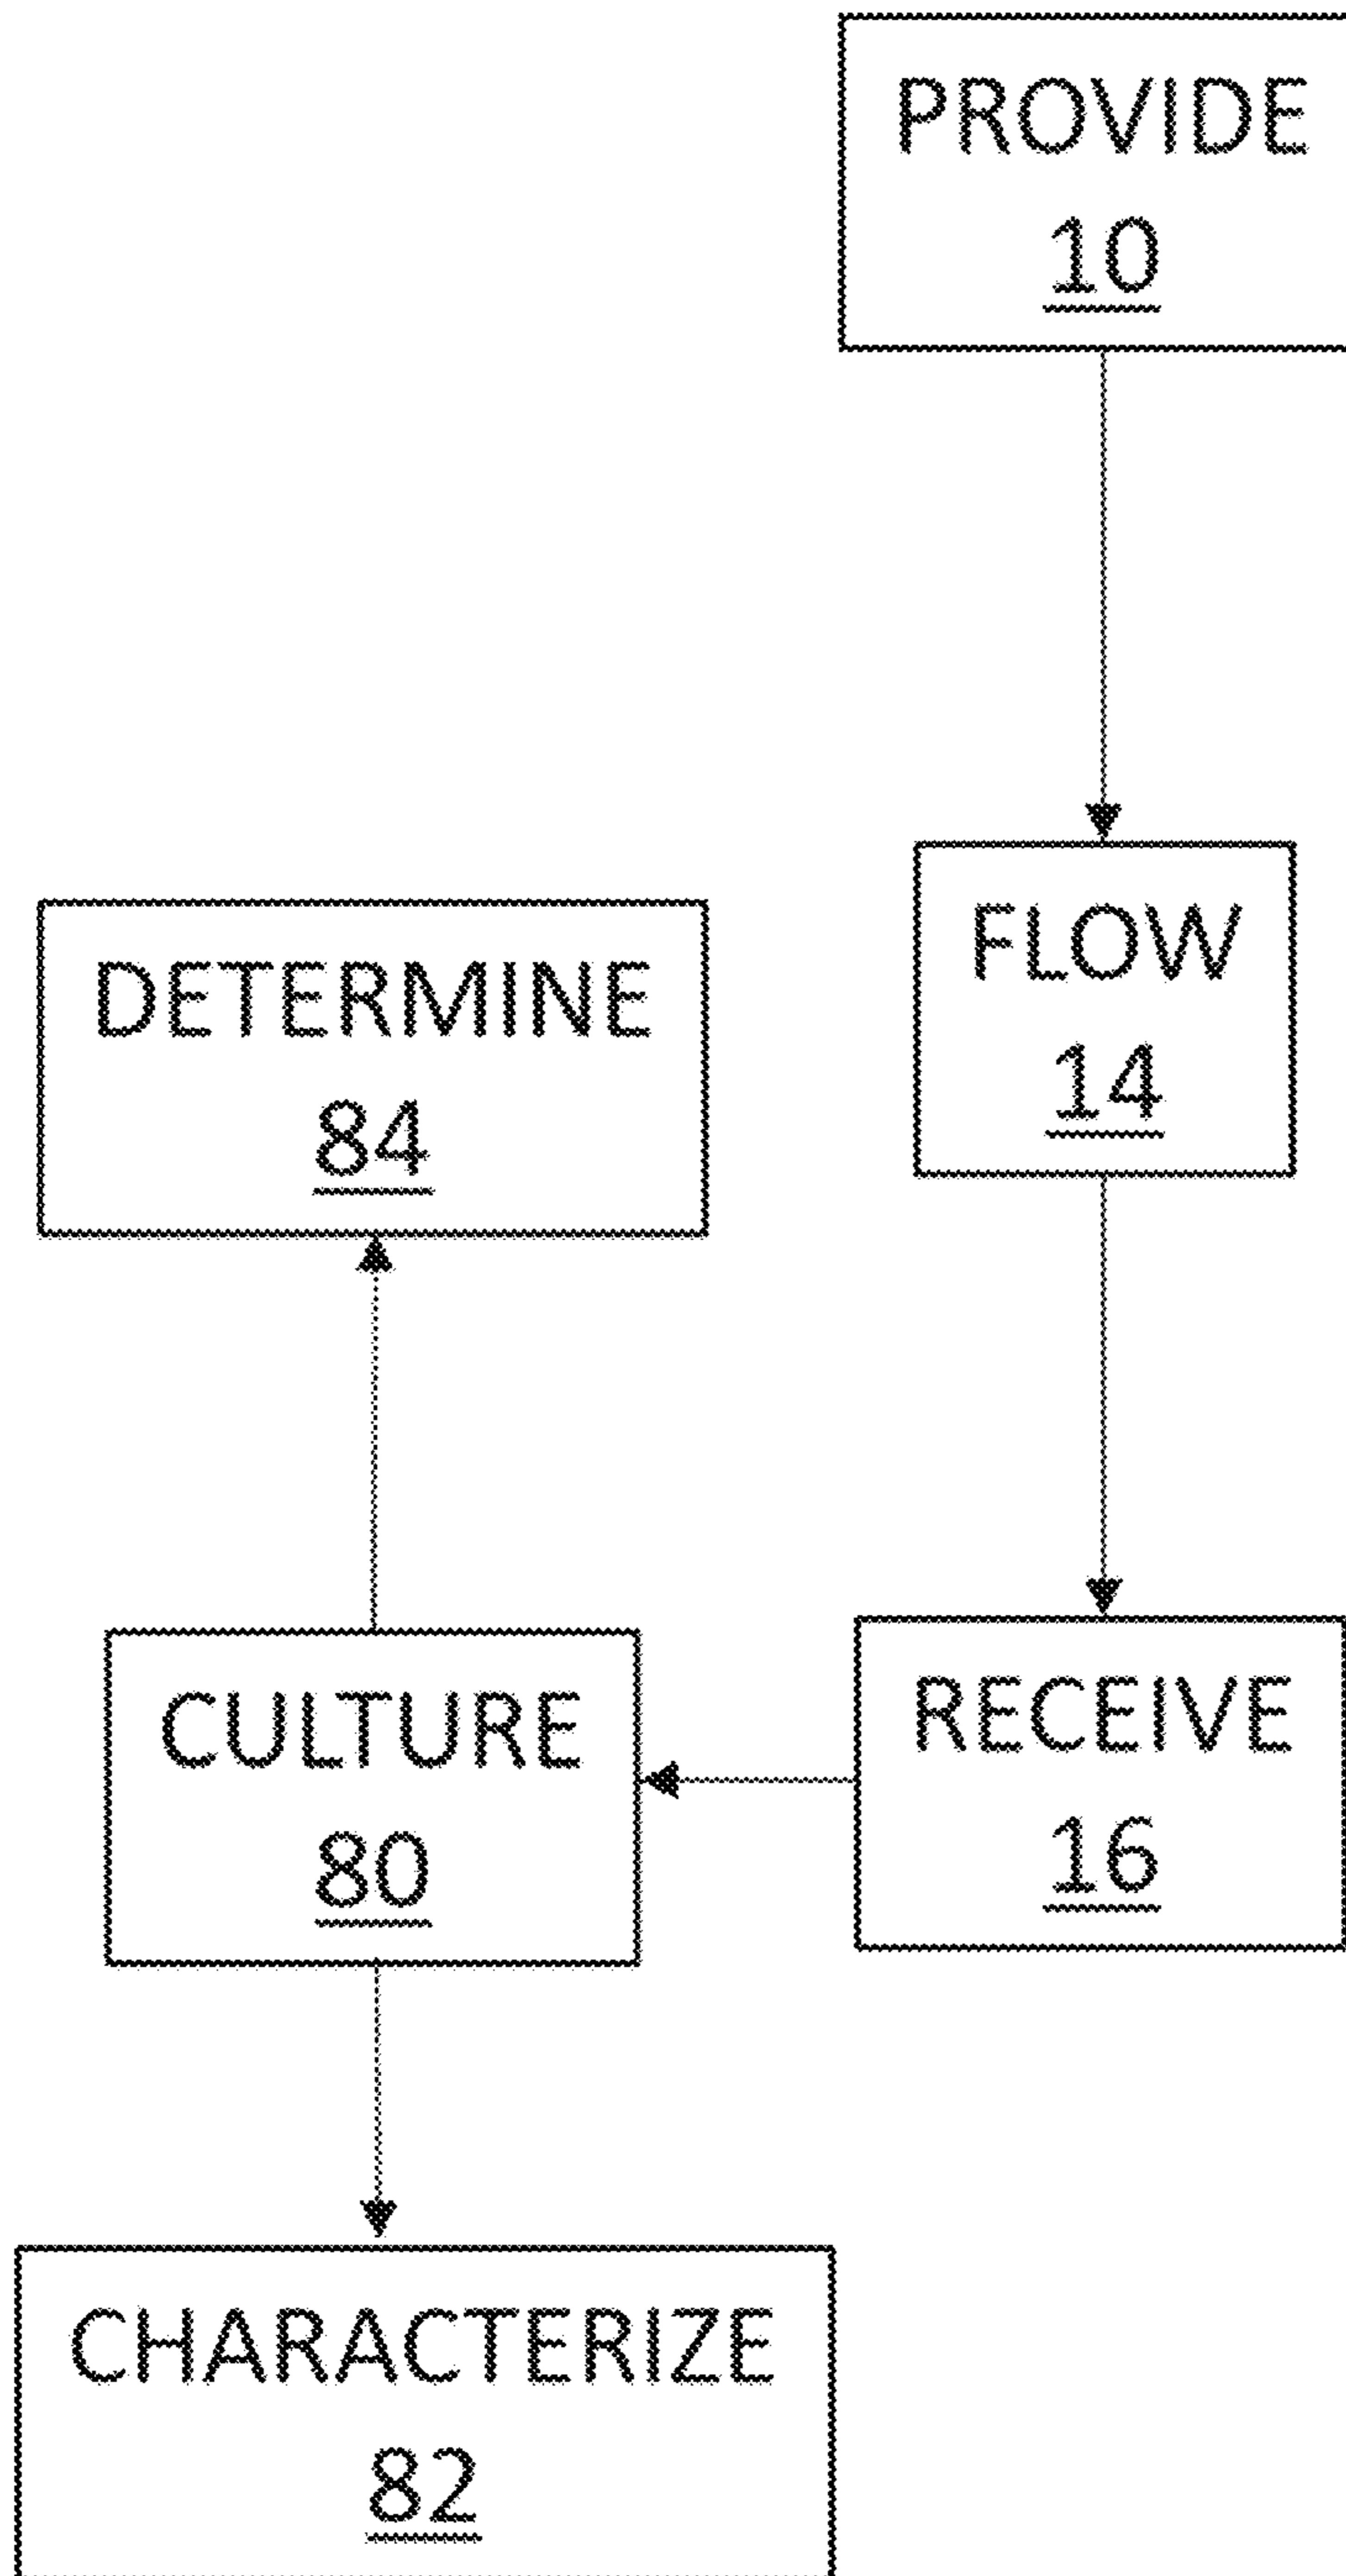 PROVIDE
10
FLOW
14
DETERMINE
84
CULTURE
80
RECEIVE
16
CHARACTERIZE
82